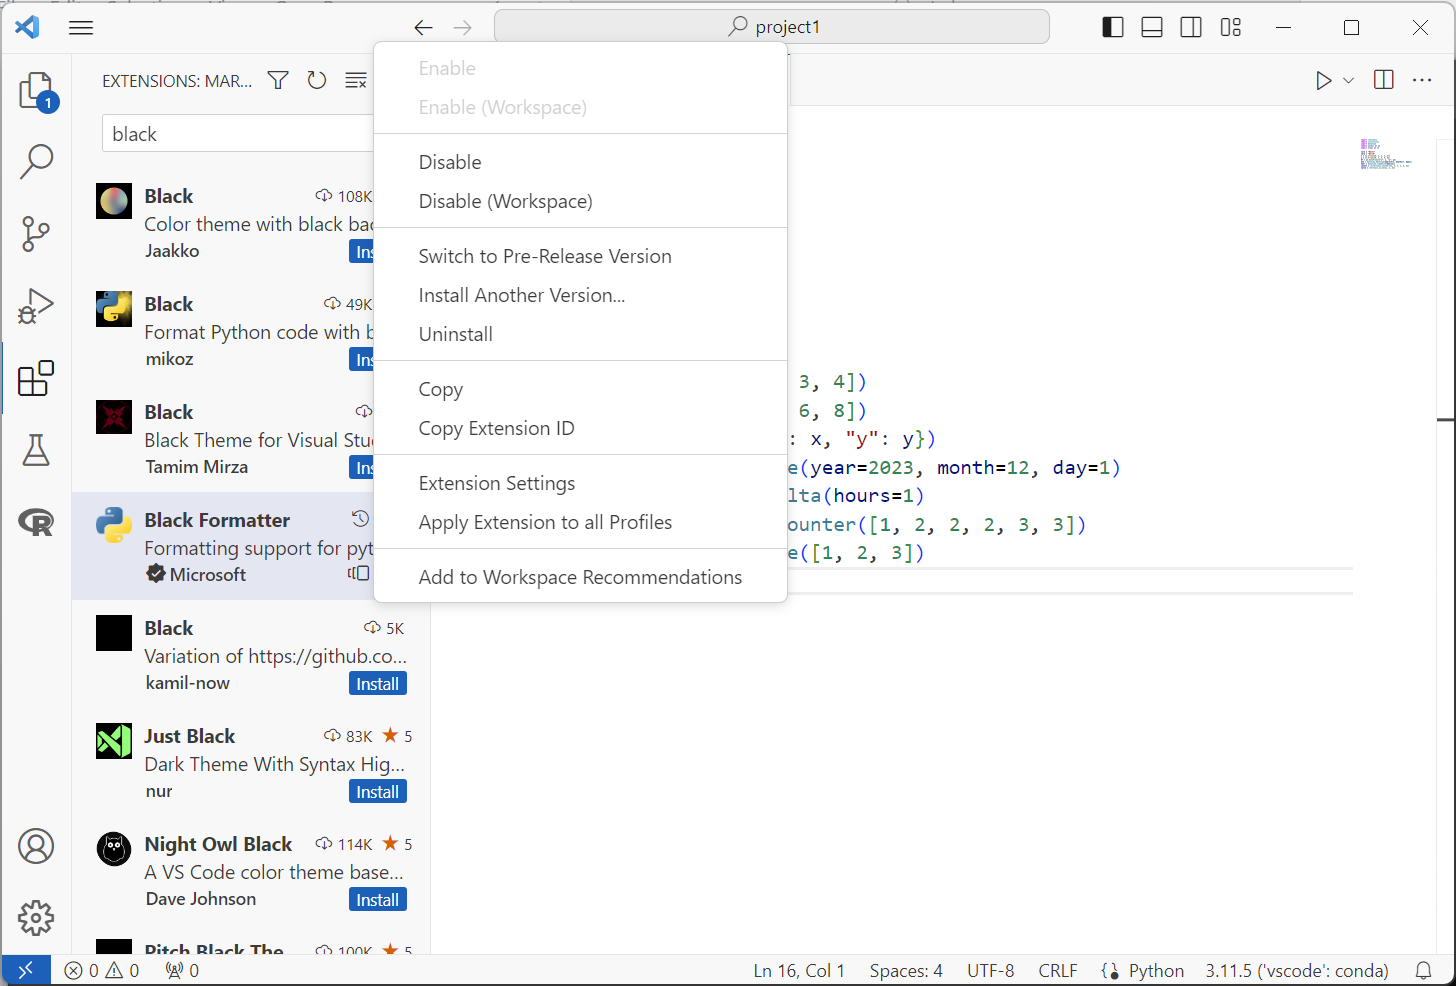 project1
EXTENSIONS: MAR...
1
black
Black 108K
Color theme with black bac
Jaakko Ins
Black 49K
Format Python code with b
mikoz Ins
Black
Black Theme for Visual Stu
Tamim Mirza Ins
Black Formatter
Formatting support for pyt
Microsoft
Black 5K
Variation of https://github.co...
kamil-now Install
Just Black 83K 5
Dark Theme With Syntax Hig...
nur Install
Night Owl Black 114K 5
A VS Code color theme base...
Dave Johnson Install
Pitch Black The 100K 5
Enable
Enable (Workspace)
Disable
Disable (Workspace)
Switch to Pre-Release Version
Install Another Version...
Uninstall
Copy
Copy Extension ID
Extension Settings
Apply Extension to all Profiles
Add to Workspace Recommendations
3, 4])
6, 8])
: x, "y": y})
e(year=2023, month=12, day=1)
lta(hours=1)
ounter([1, 2, 2, 2, 3, 3])
e([1, 2, 3])
0 0 0
Ln 16, Col 1 Spaces: 4 UTF-8 CRLF Python 3.11.5 ('vscode': conda)